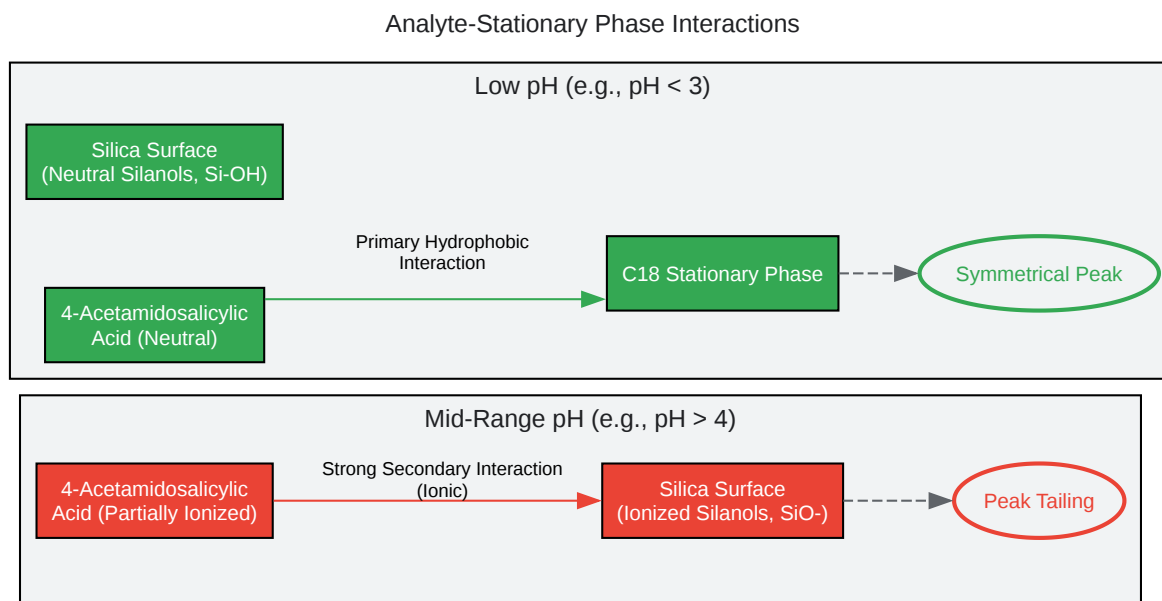 Analyte-Stationary Phase Interactions
Low pH (e.g., pH < 3)
Silica Surface
(Neutral Silanols, Si-OH)
Primary Hydrophobic
Interaction
C18 Stationary Phase
Symmetrical Peak
4-Acetamidosalicylic
Acid (Neutral)
Mid-Range pH (e.g., pH > 4)
4-Acetamidosalicylic
Acid (Partially Ionized)
Strong Secondary Interaction
(Ionic)
Silica Surface
(Ionized Silanols, SiO-)
Peak Tailing